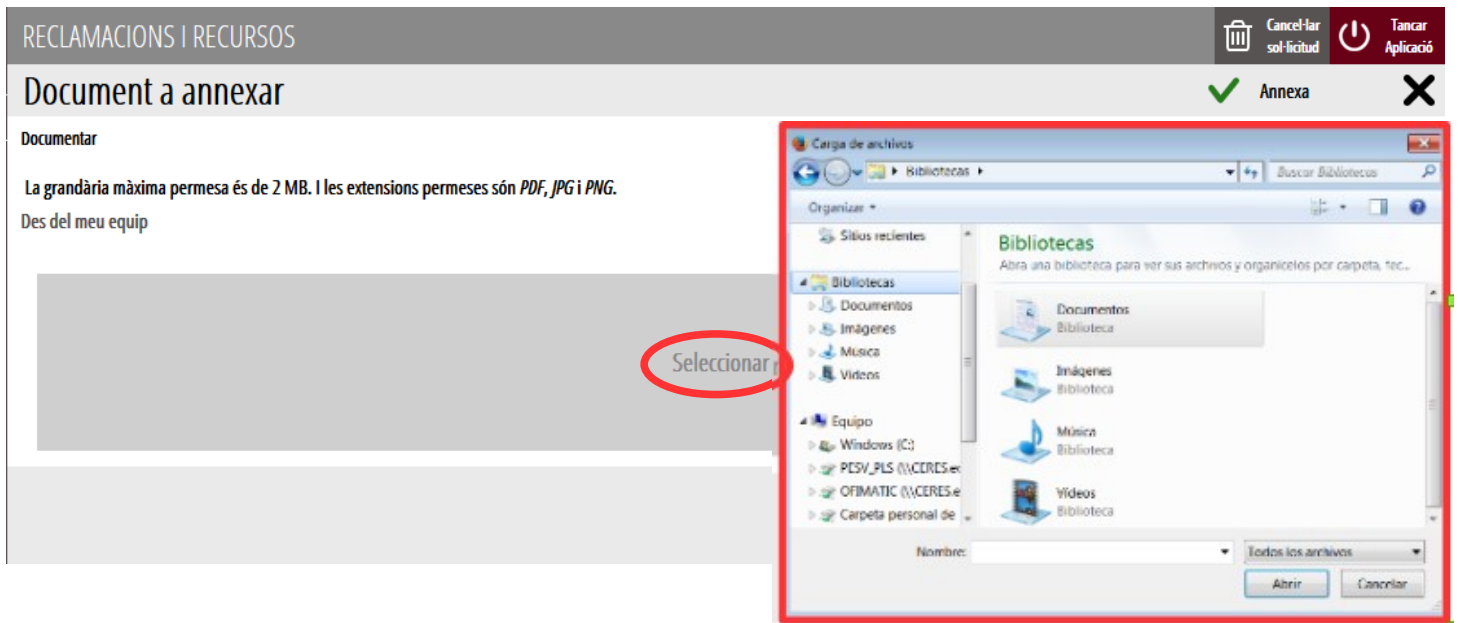 RECLAMACIONS I RECURSOS
Cancel·lar
sol·licitud
Tancar
Aplicació
Document a annexar
Annexa
Documentar
La grandària màxima permesa és de 2 MB. I les extensions permeses són PDF, JPG i PNG.
Des del meu equip
Seleccionar
Carga de archivos
Bibliotecas
Buscar Bibliotecas
Organizar
Sitios recientes
Bibliotecas
Documentos
Imágenes
Música
Vídeos
Equipo
Windows (C:)
PESV_PLS (\\CERES.ec
OFIMATIC (\\CERES.e
Carpeta personal de
Bibliotecas
Abra una biblioteca para ver sus archivos y organícelos por carpeta, fec...
Documentos
Biblioteca
Imágenes
Biblioteca
Música
Biblioteca
Vídeos
Biblioteca
Nombre:
Todos los archivos
Abrir
Cancelar